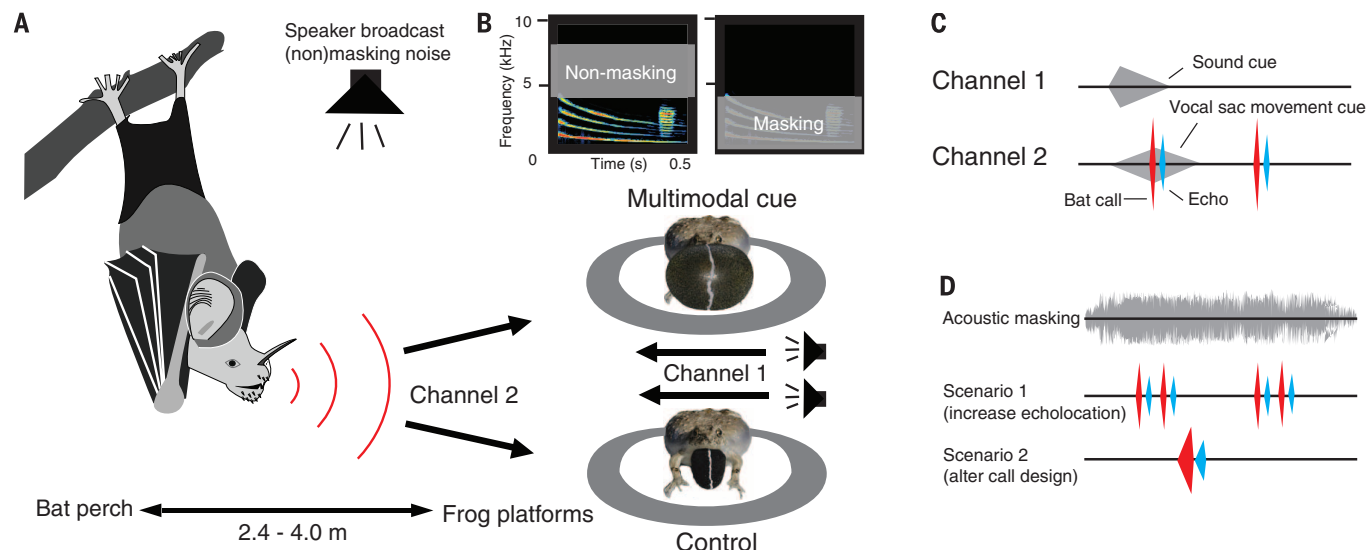 A
Speaker broadcast
(non)masking noise
Bat perch
2.4 - 4.0 m
Frog platforms
Channel 2
Channel 1
Multimodal cue
Control
B
Frequency (kHz)
10
5
0
Non-masking
Masking
Time (s)
0.5
C
Channel 1
Sound cue
Vocal sac movement cue
Channel 2
Bat call
Echo
D
Acoustic masking
Scenario 1
(increase echolocation)
Scenario 2
(alter call design)